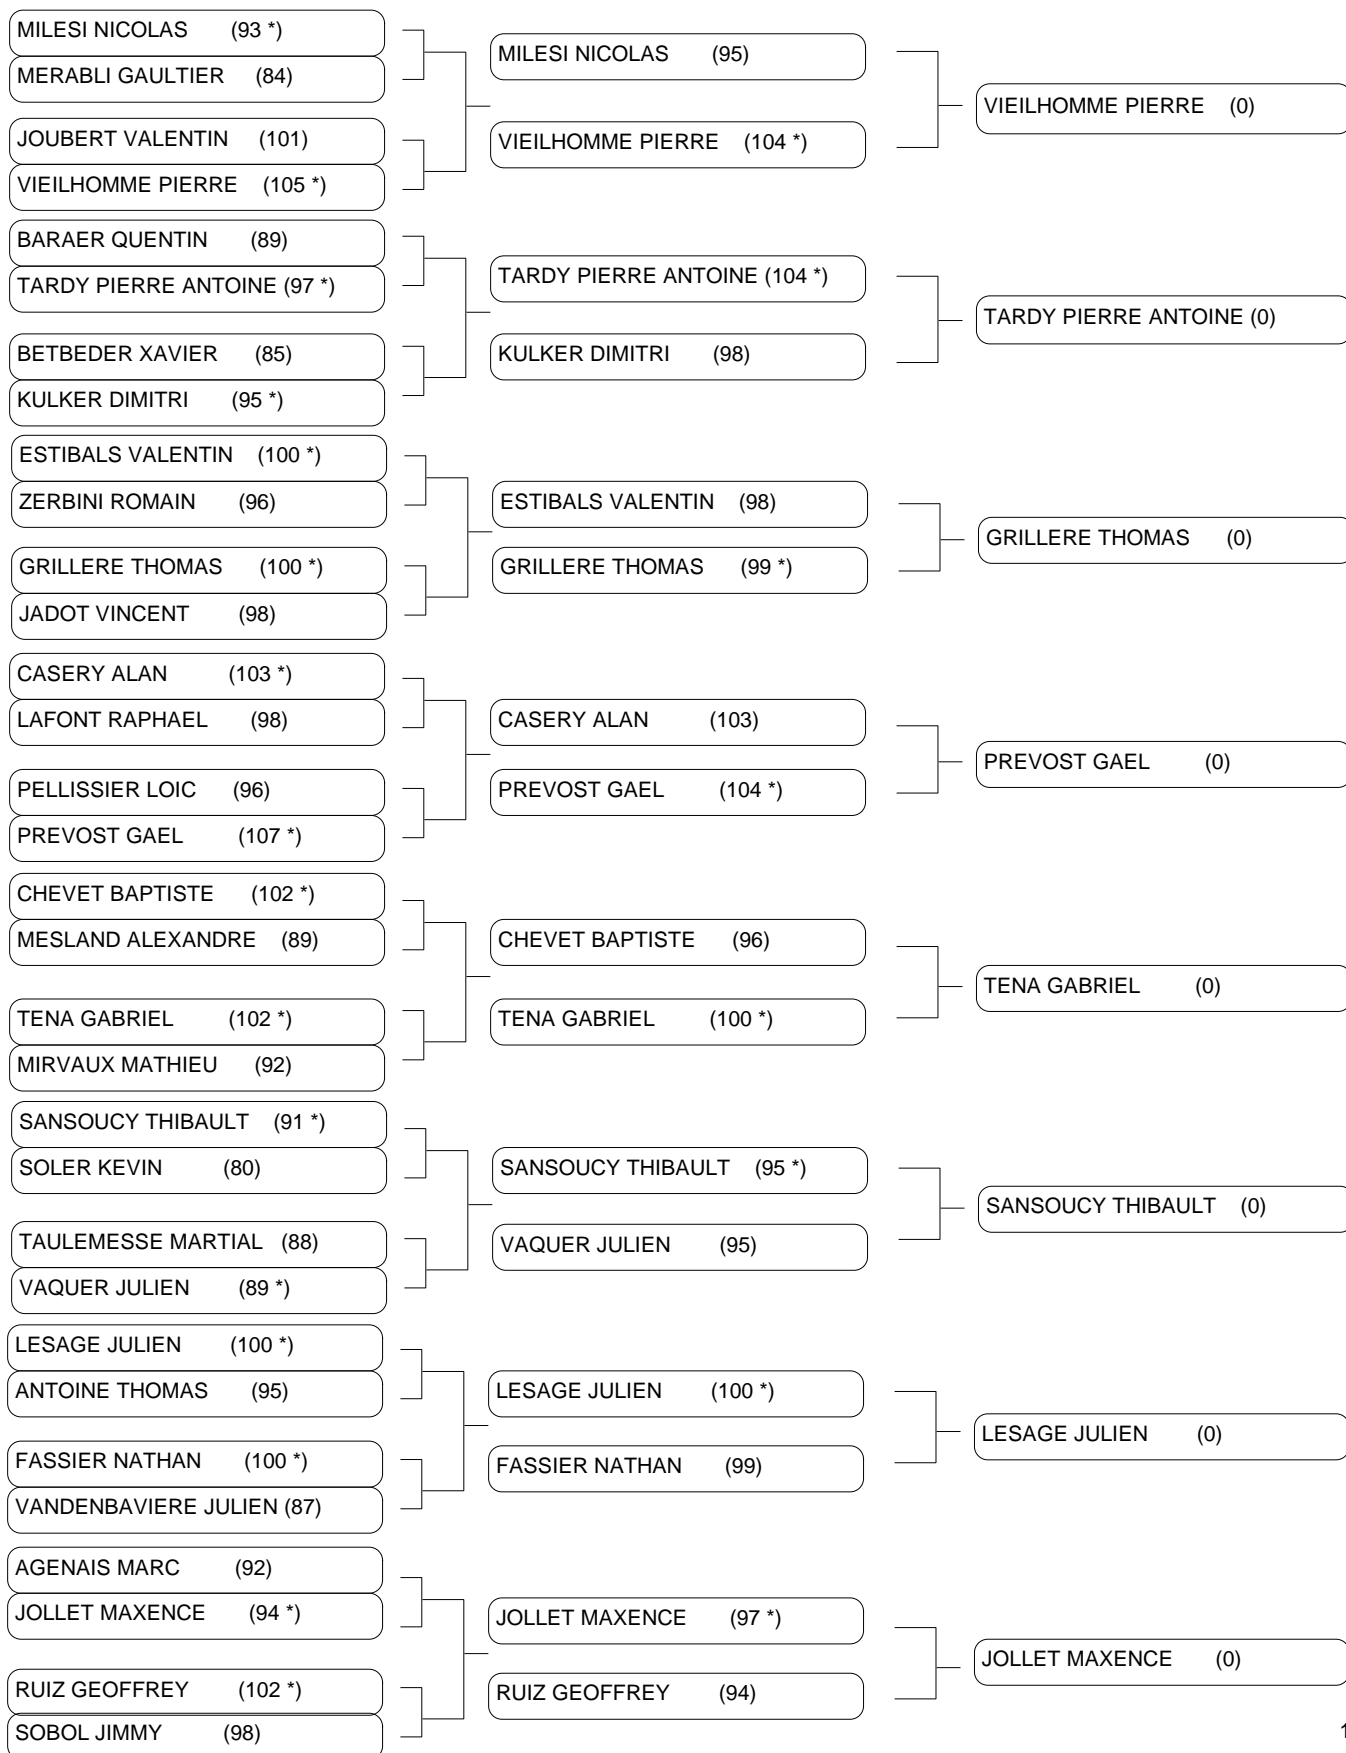 MILESI NICOLAS (93 *)
MERABLI GAULTIER (84)
JOUBERT VALENTIN (101)
VIEILHOMME PIERRE (105 *)
BARAER QUENTIN (89)
TARDY PIERRE ANTOINE (97 *)
BETBEDER XAVIER (85)
KULKER DIMITRI (95 *)
ESTIBALS VALENTIN (100 *)
ZERBINI ROMAIN (96)
GRILLERE THOMAS (100 *)
JADOT VINCENT (98)
CASERY ALAN (103 *)
LAFONT RAPHAEL (98)
PELLISSIER LOIC (96)
PREVOST GAEL (107 *)
CHEVET BAPTISTE (102 *)
MESLAND ALEXANDRE (89)
TENA GABRIEL (102 *)
MIRVAUX MATHIEU (92)
SANSOUCY THIBAULT (91 *)
SOLER KEVIN (80)
TAULEMESSE MARTIAL (88)
VAQUER JULIEN (89 *)
LESAGE JULIEN (100 *)
ANTOINE THOMAS (95)
FASSIER NATHAN (100 *)
VANDENBAVIERE JULIEN (87)
AGENAIS MARC (92)
JOLLET MAXENCE (94 *)
RUIZ GEOFFREY (102 *)
SOBOL JIMMY (98)
MILESI NICOLAS (95)
VIEILHOMME PIERRE (104 *)
TARDY PIERRE ANTOINE (104 *)
KULKER DIMITRI (98)
ESTIBALS VALENTIN (98)
GRILLERE THOMAS (99 *)
CASERY ALAN (103)
PREVOST GAEL (104 *)
CHEVET BAPTISTE (96)
TENA GABRIEL (100 *)
SANSOUCY THIBAULT (95 *)
VAQUER JULIEN (95)
LESAGE JULIEN (100 *)
FASSIER NATHAN (99)
JOLLET MAXENCE (97 *)
RUIZ GEOFFREY (94)
VIEILHOMME PIERRE (0)
TARDY PIERRE ANTOINE (0)
GRILLERE THOMAS (0)
PREVOST GAEL (0)
TENA GABRIEL (0)
SANSOUCY THIBAULT (0)
LESAGE JULIEN (0)
JOLLET MAXENCE (0)
1